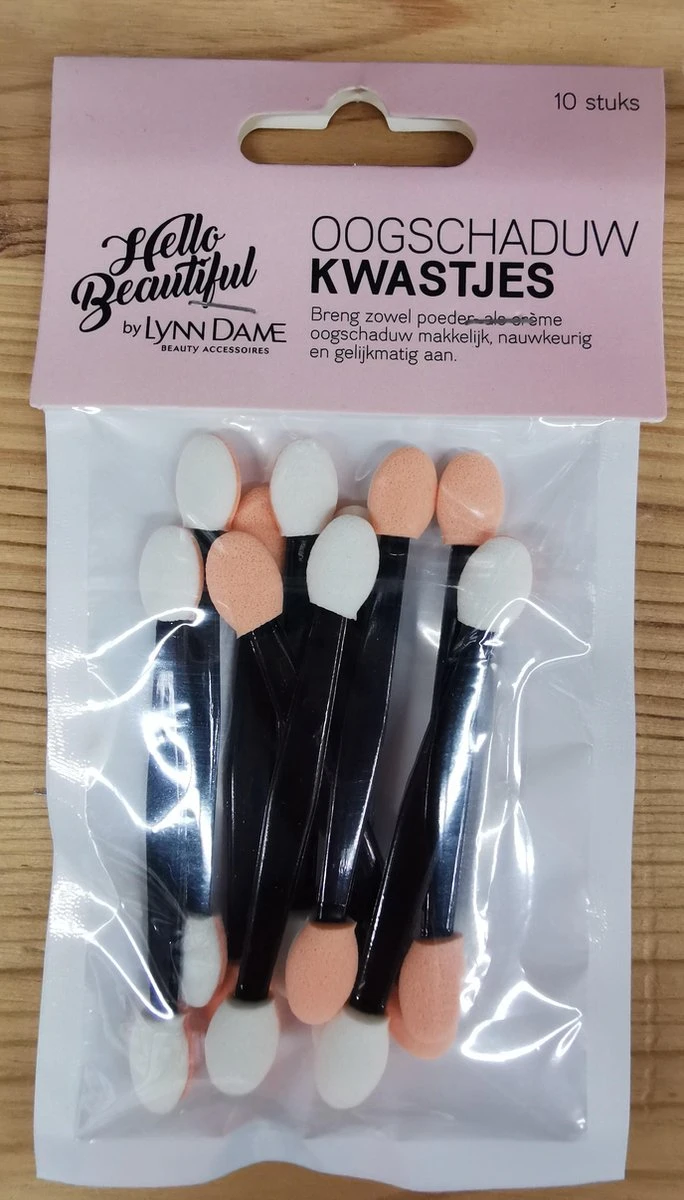 10 stuks
Hello
Beautiful
by LYNN DAME
BEAUTY ACCESSOIRES
OOGSCHADUW
KWASTJES
Breng zowel poeder- als crème
oogschaduw makkelijk, nauwkeurig
en gelijkmatig aan.